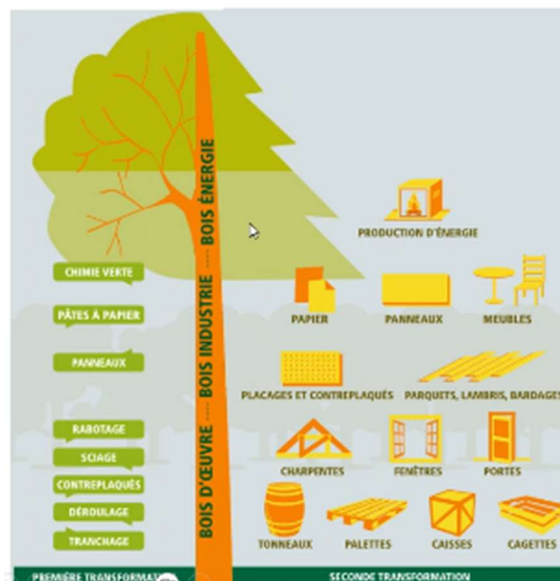 BOIS ÉNERGIE
BOIS INDUSTRIE
BOIS D'ŒUVRE
CHIMIE VERTE
PÂTES À PAPIER
PANNEAUX
RABOTAGE
SCIAGE
CONTREPLAQUÉS
DÉROULAGE
TRANCHAGE
PREMIÈRE
PRODUCTION D'ÉNERGIE
PAPIER PANNEAUX MEUBLES
PLACAGES ET CONTREPLAQUÉS PARQUETS, LAMBRIS, BARDAGES
CHARPENTES FENÊTRES PORTES
TONNEAUX PALETTES CAISSES CAGETTES
SECONDE TRANSFORMATION